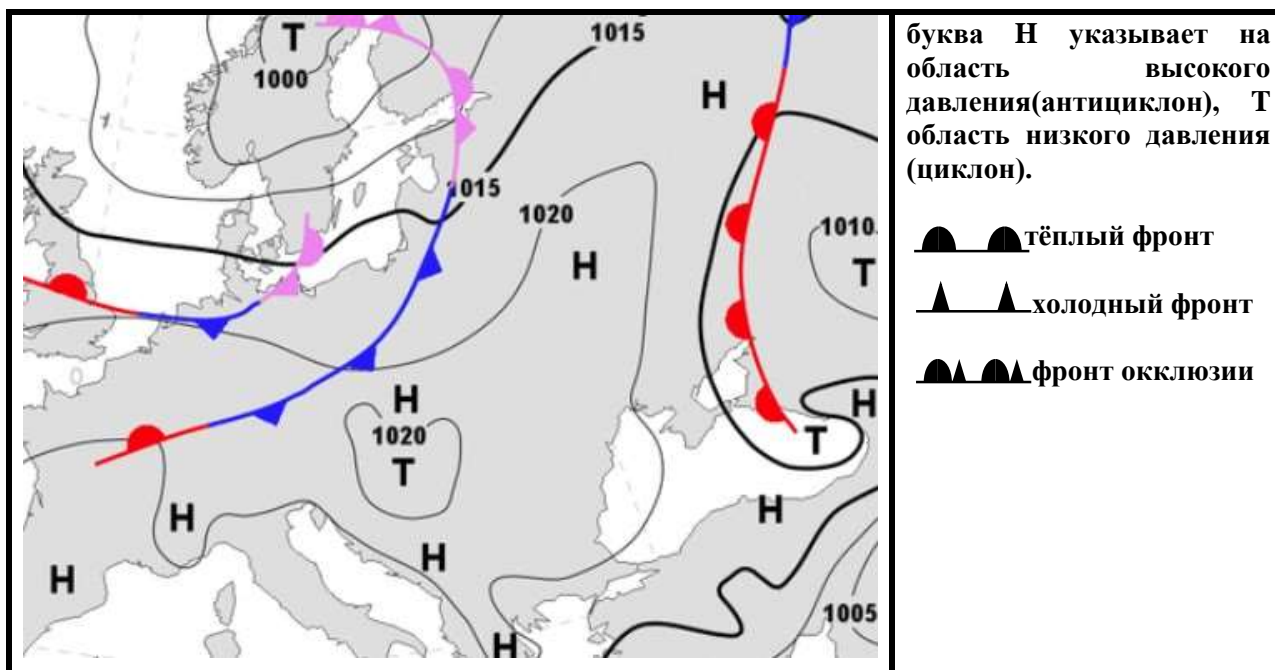 T
1015
1000
H
1015
1020
1010
H
T
H
1020
T
H
T
H
H
H
H
1005
H
буква Н указывает на
область высокого
давления(антициклон), Т
область низкого давления
(циклон).
тёплый фронт
холодный фронт
фронт окклюзии